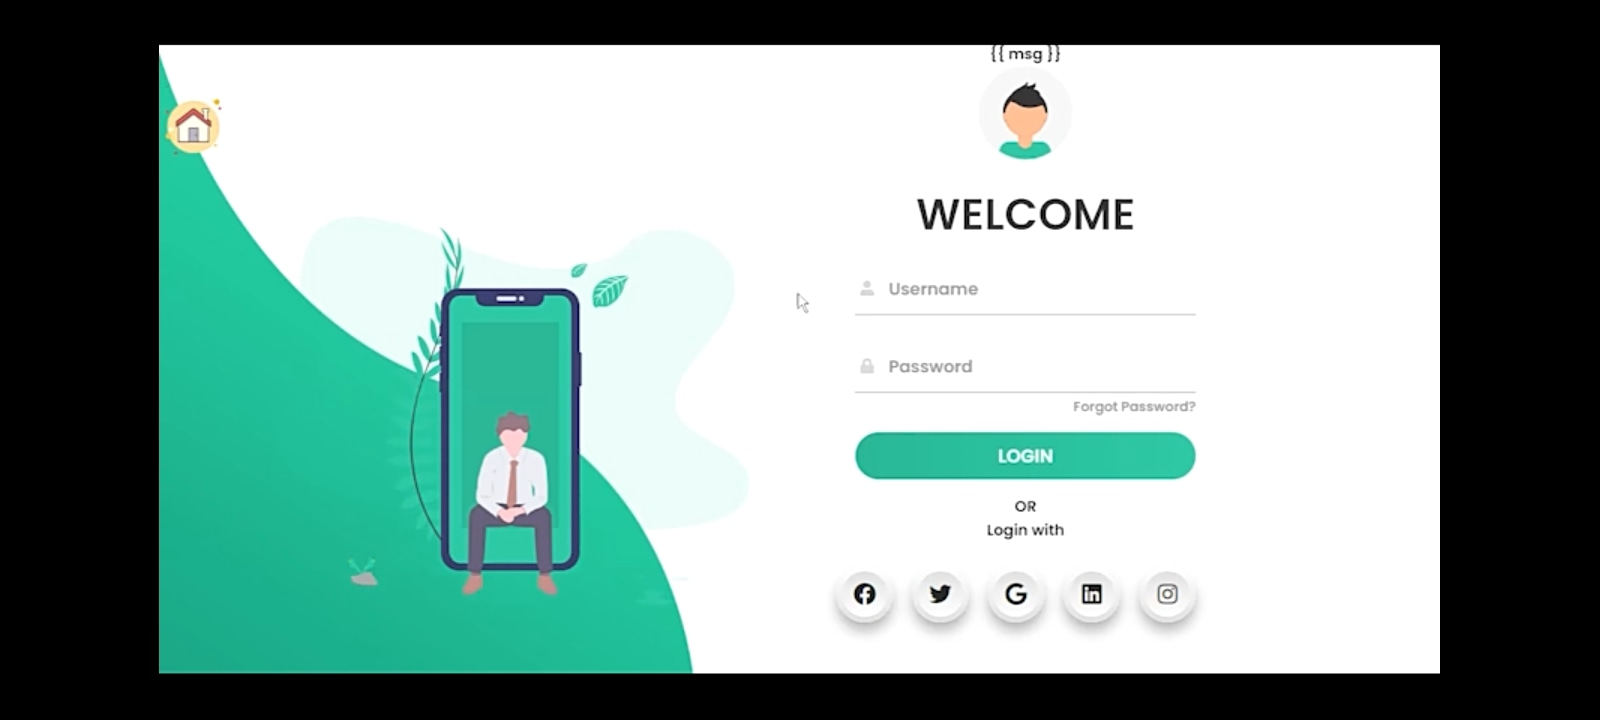 {{ msg }}
WELCOME
Username
Password
Forgot Password?
LOGIN
OR
Login with